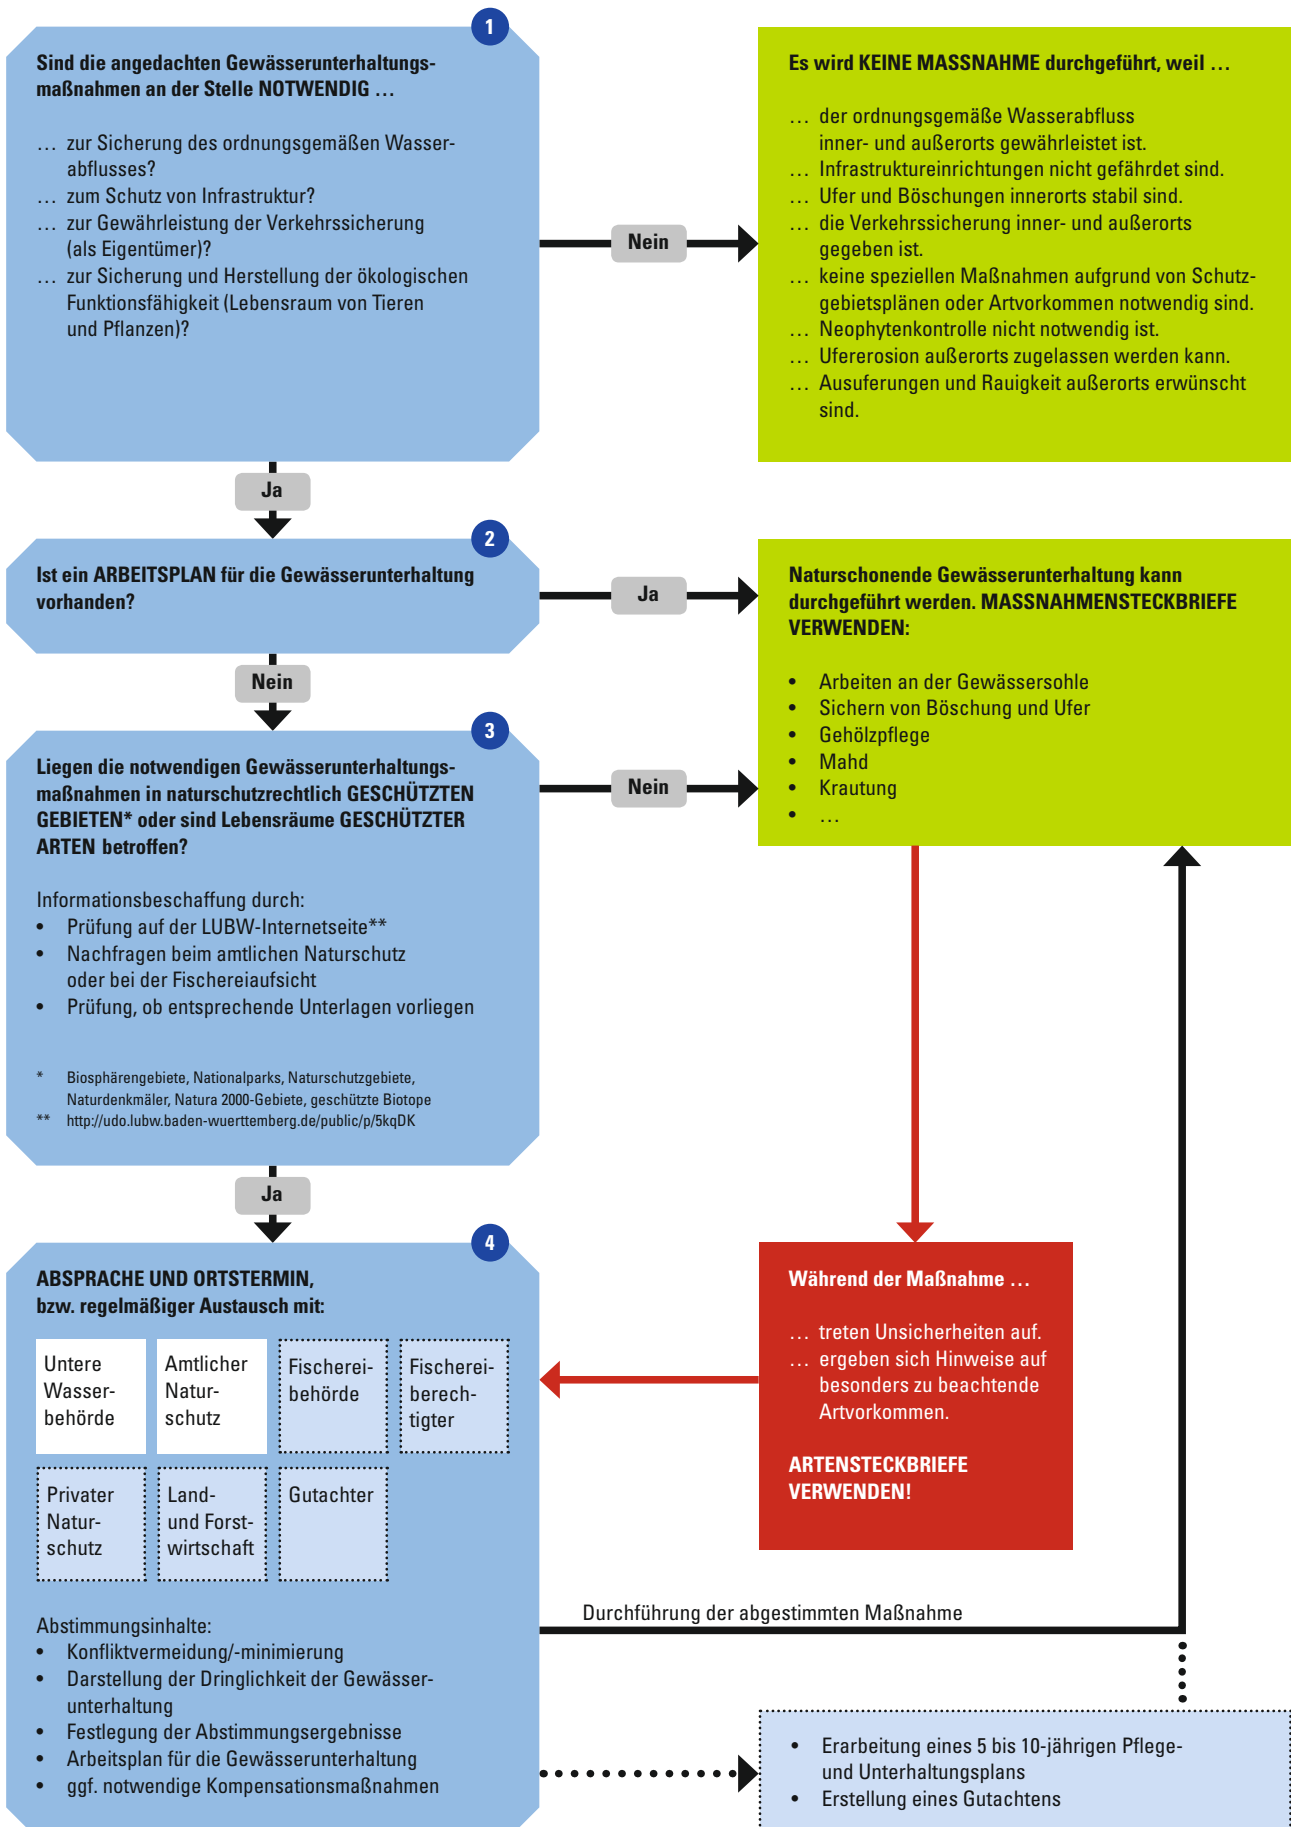 1
Sind die angedachten Gewässerunterhaltungs-
maßnahmen an der Stelle NOTWENDIG …
… zur Sicherung des ordnungsgemäßen Wasser-
abflusses?
… zum Schutz von Infrastruktur?
… zur Gewährleistung der Verkehrssicherung
(als Eigentümer)?
… zur Sicherung und Herstellung der ökologischen
Funktionsfähigkeit (Lebensraum von Tieren
und Pflanzen)?
Nein
Es wird KEINE MASSNAHME durchgeführt, weil …
… der ordnungsgemäße Wasserabfluss
inner- und außerorts gewährleistet ist.
… Infrastruktureinrichtungen nicht gefährdet sind.
… Ufer und Böschungen innerorts stabil sind.
… die Verkehrssicherung inner- und außerorts
gegeben ist.
… keine speziellen Maßnahmen aufgrund von Schutz-
gebietsplänen oder Artvorkommen notwendig sind.
… Neophytenkontrolle nicht notwendig ist.
… Ufererosion außerorts zugelassen werden kann.
… Ausuferungen und Rauigkeit außerorts erwünscht
sind.
Ja
2
Ist ein ARBEITSPLAN für die Gewässerunterhaltung
vorhanden?
Ja
Naturschonende Gewässerunterhaltung kann
durchgeführt werden. MASSNAHMENSTECKBRIEFE
VERWENDEN:
• Arbeiten an der Gewässersohle
• Sichern von Böschung und Ufer
• Gehölzpflege
• Mahd
• Krautung
• …
Nein
3
Liegen die notwendigen Gewässerunterhaltungs-
maßnahmen in naturschutzrechtlich GESCHÜTZTEN
GEBIETEN* oder sind Lebensräume GESCHÜTZTER
ARTEN betroffen?
Nein
Informationsbeschaffung durch:
• Prüfung auf der LUBW-Internetseite**
• Nachfragen beim amtlichen Naturschutz
oder bei der Fischereiaufsicht
• Prüfung, ob entsprechende Unterlagen vorliegen
* Biosphärengebiete, Nationalparks, Naturschutzgebiete,
Naturdenkmäler, Natura 2000-Gebiete, geschützte Biotope
** http://udo.lubw.baden-wuerttemberg.de/public/p/5kqDK
Ja
4
ABSPRACHE UND ORTSTERMIN,
bzw. regelmäßiger Austausch mit:
Untere
Wasser-
behörde
Amtlicher
Natur-
schutz
Fischerei-
behörde
Fischerei-
berech-
tigter
Privater
Natur-
schutz
Land-
und Forst-
wirtschaft
Gutachter
Abstimmungsinhalte:
• Konfliktvermeidung/-minimierung
• Darstellung der Dringlichkeit der Gewässer-
unterhaltung
• Festlegung der Abstimmungsergebnisse
• Arbeitsplan für die Gewässerunterhaltung
• ggf. notwendige Kompensationsmaßnahmen
Während der Maßnahme …
… treten Unsicherheiten auf.
… ergeben sich Hinweise auf
besonders zu beachtende
Artvorkommen.
ARTENSTECKBRIEFE
VERWENDEN!
Durchführung der abgestimmten Maßnahme
• Erarbeitung eines 5 bis 10-jährigen Pflege-
und Unterhaltungsplans
• Erstellung eines Gutachtens